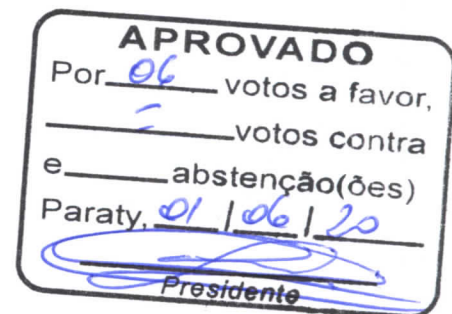 APROVADO
Por 06 votos a favor,
- votos contra
e abstenção(ões)
Paraty, 01 / 06 / 20
Presidente